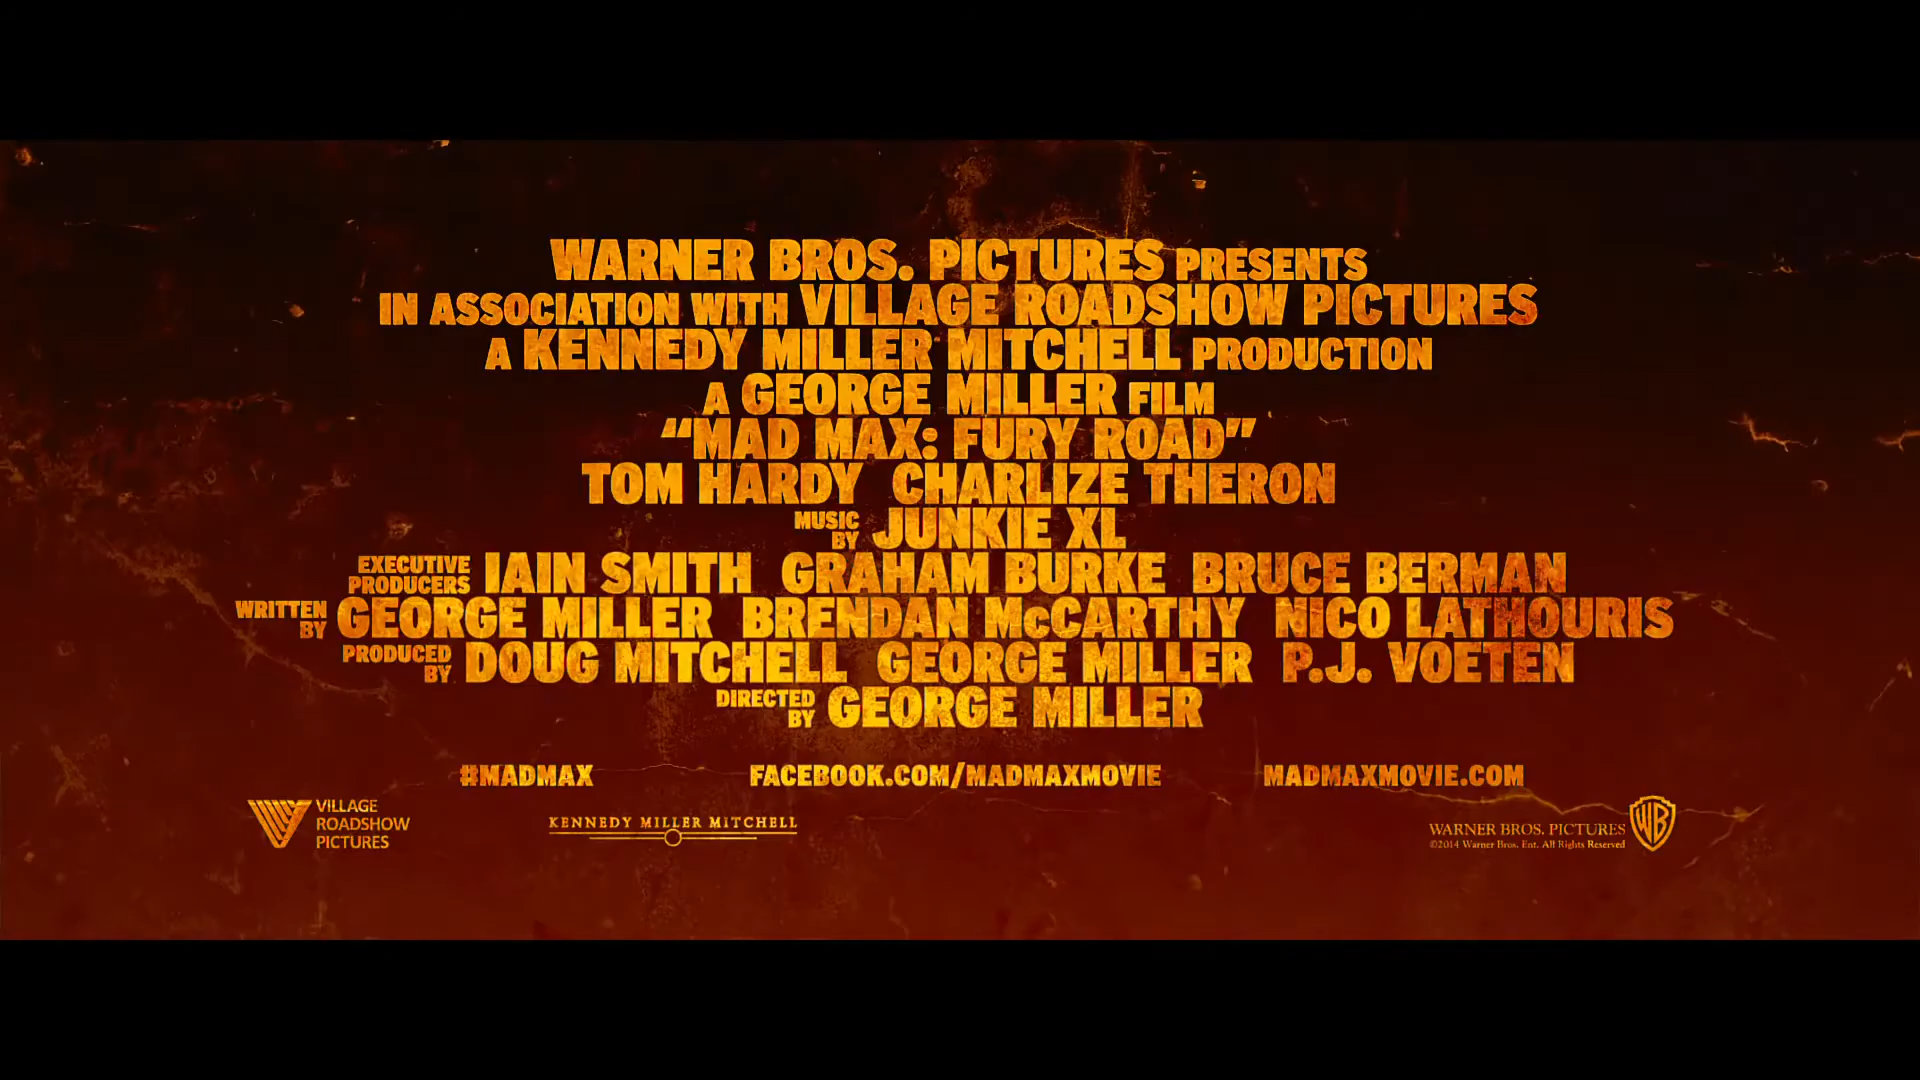 WARNER BROS. PICTURES PRESENTS
IN ASSOCIATION WITH VILLAGE ROADSHOW PICTURES
A KENNEDY MILLER MITCHELL PRODUCTION
A GEORGE MILLER FILM
“MAD MAX: FURY ROAD”
TOM HARDY CHARLIZE THERON
MUSIC BY JUNKIE XL
EXECUTIVE PRODUCERS IAIN SMITH GRAHAM BURKE BRUCE BERMAN
WRITTEN BY GEORGE MILLER BRENDAN McCARTHY NICO LATHOURIS
PRODUCED BY DOUG MITCHELL GEORGE MILLER P.J. VOETEN
DIRECTED BY GEORGE MILLER
#MADMAX FACEBOOK.COM/MADMAXMOVIE MADMAXMOVIE.COM
VILLAGE
ROADSHOW
PICTURES
KENNEDY MILLER MITCHELL
WARNER BROS. PICTURES WB
©2014 Warner Bros. Ent. All Rights Reserved